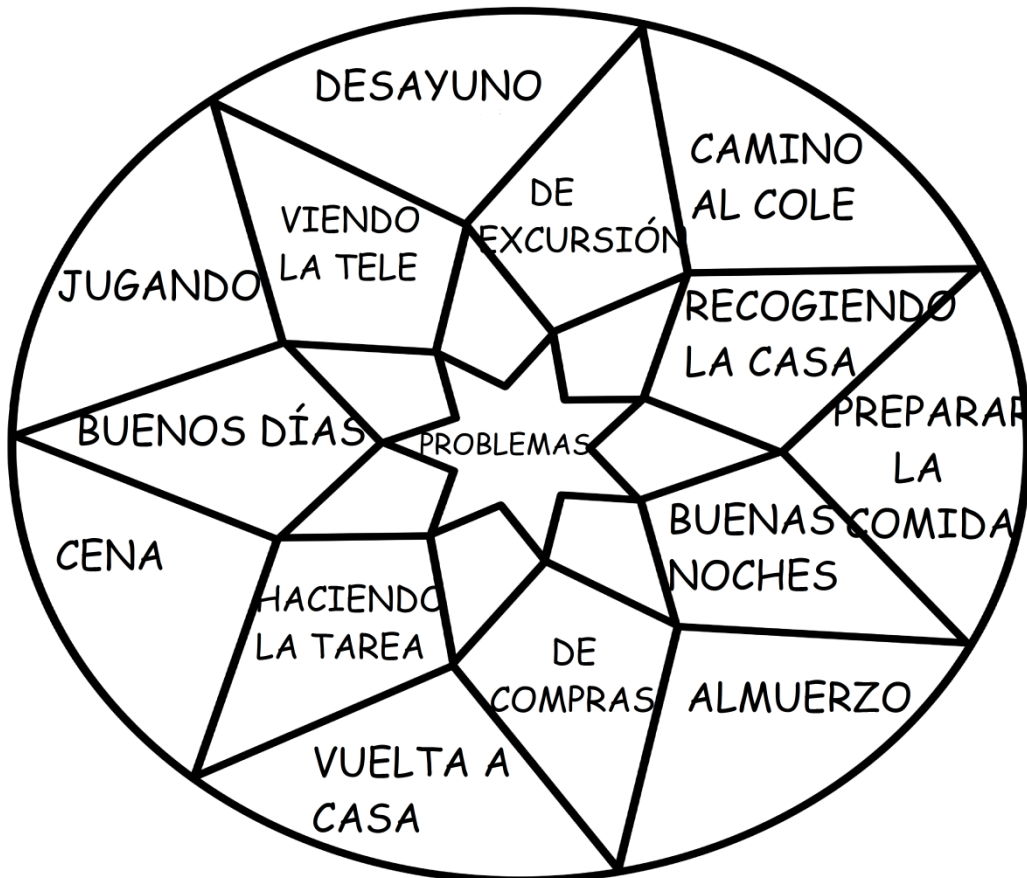 DESAYUNO
CAMINO
AL COLE
DE
EXCURSIÓN
VIENDO
LA TELE
JUGANDO
RECOGIENDO
LA CASA
PREPARAR
LA
COMIDA
BUENOS DÍAS
PROBLEMAS
BUENAS
NOCHES
CENA
HACIENDO
LA TAREA
DE
COMPRAS
ALMUERZO
VUELTA A
CASA